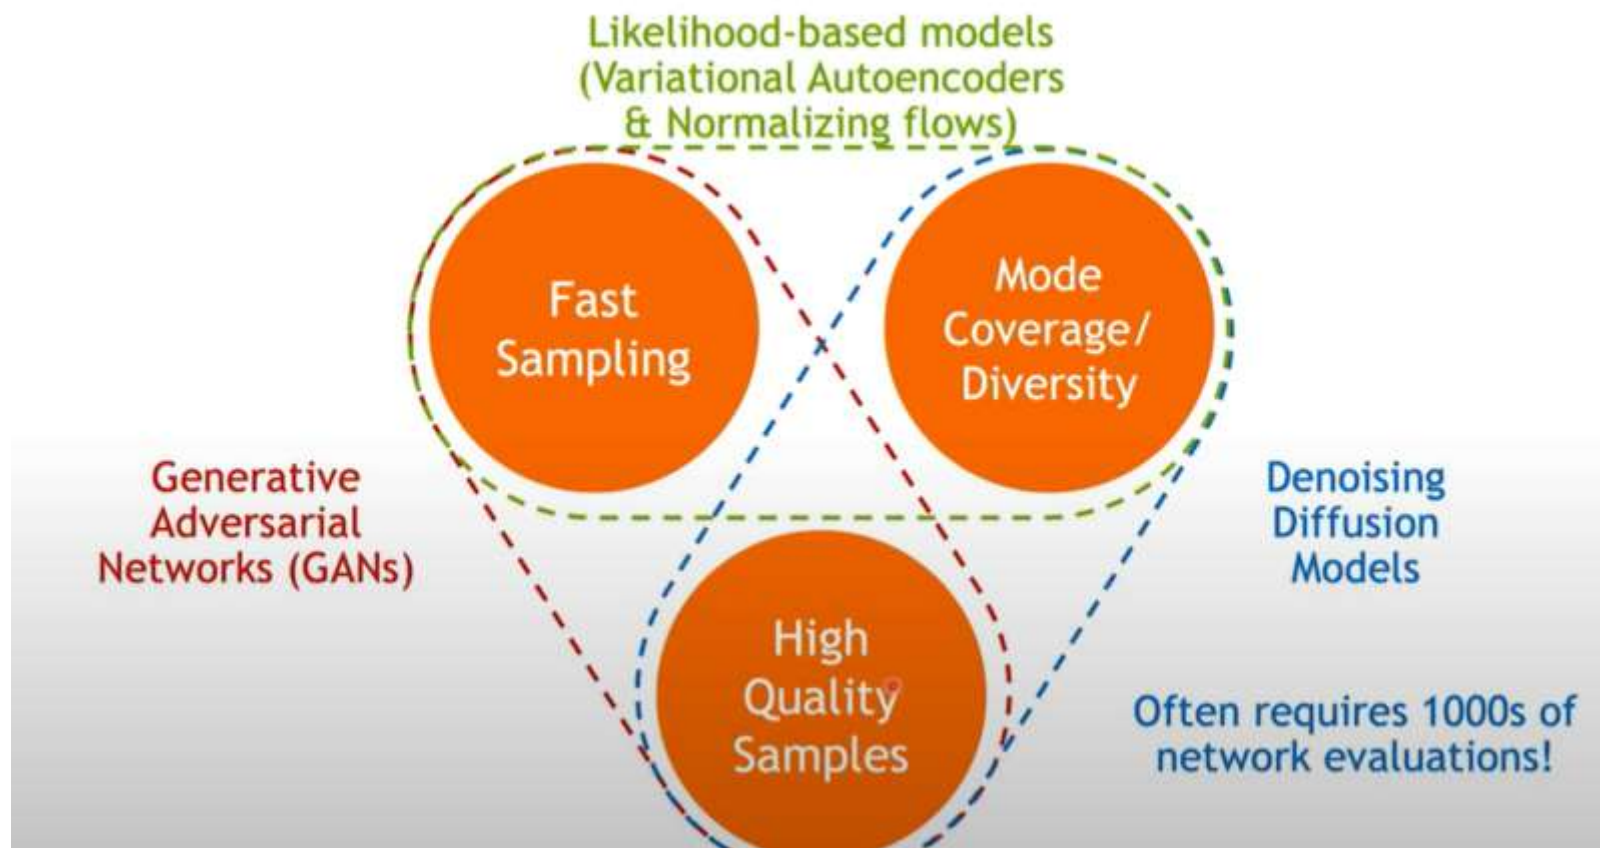 Likelihood-based models
(Variational Autoencoders
& Normalizing flows)
Fast
Sampling
Mode
Coverage/
Diversity
Generative
Adversarial
Networks (GANs)
Denoising
Diffusion
Models
High
Quality
Samples
Often requires 1000s of
network evaluations!